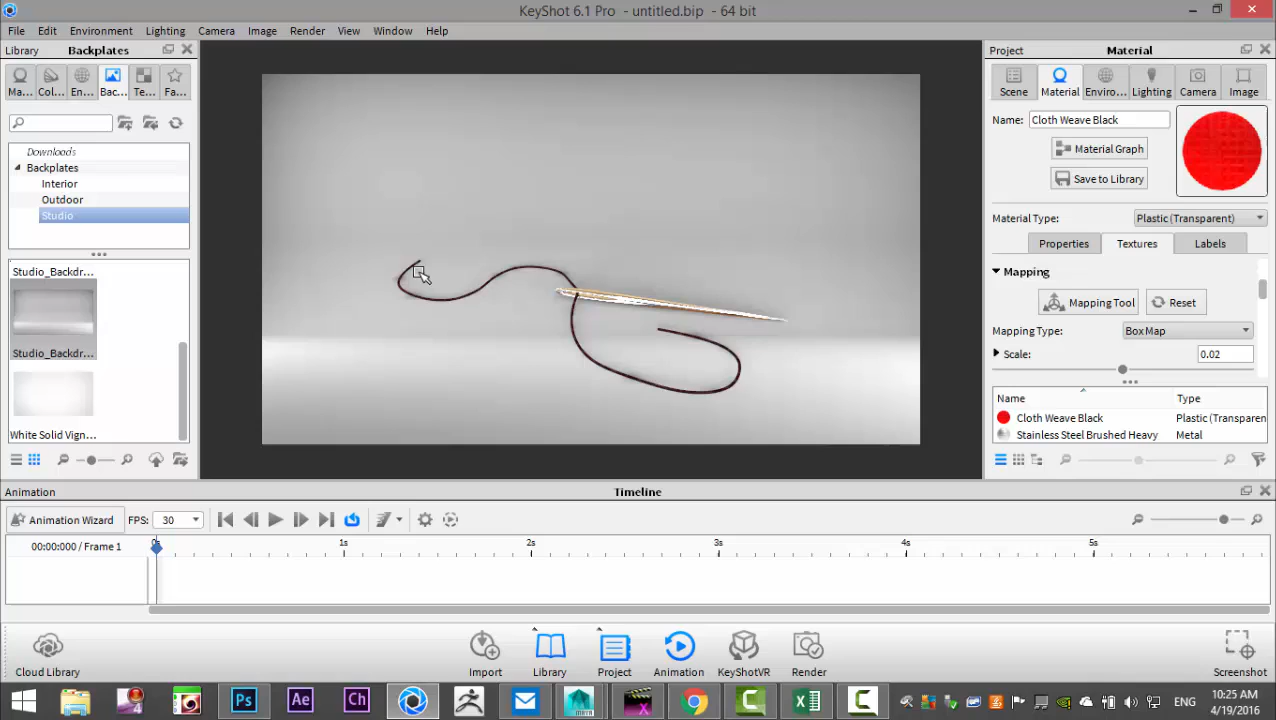 KeyShot 6.1 Pro - untitled.bip - 64 bit
File Edit Environment Lighting Camera Image Render View Window Help
Library Backplates
Project Material
Ma... Col... En... Bac... Te... Fa...
Scene Material Enviro... Lighting Camera Image
Name: Cloth Weave Black
Material Graph
Save to Library
Downloads
Backplates
Interior
Outdoor
Studio
Material Type: Plastic (Transparent)
Properties Textures Labels
Mapping
Studio_Backdr...
Mapping Tool Reset
Mapping Type: Box Map
Studio_Backdr...
Scale: 0.02
Name Type
Cloth Weave Black Plastic (Transparen
White Solid Vign...
Stainless Steel Brushed Heavy Metal
Animation Timeline
Animation Wizard FPS: 30
00:00:000 / Frame 1 0s 1s 2s 3s 4s 5s
Cloud Library Import Library Project Animation KeyShotVR Render Screenshot
Ps Ae Ch maya X C ENG
10:25 AM
4/19/2016